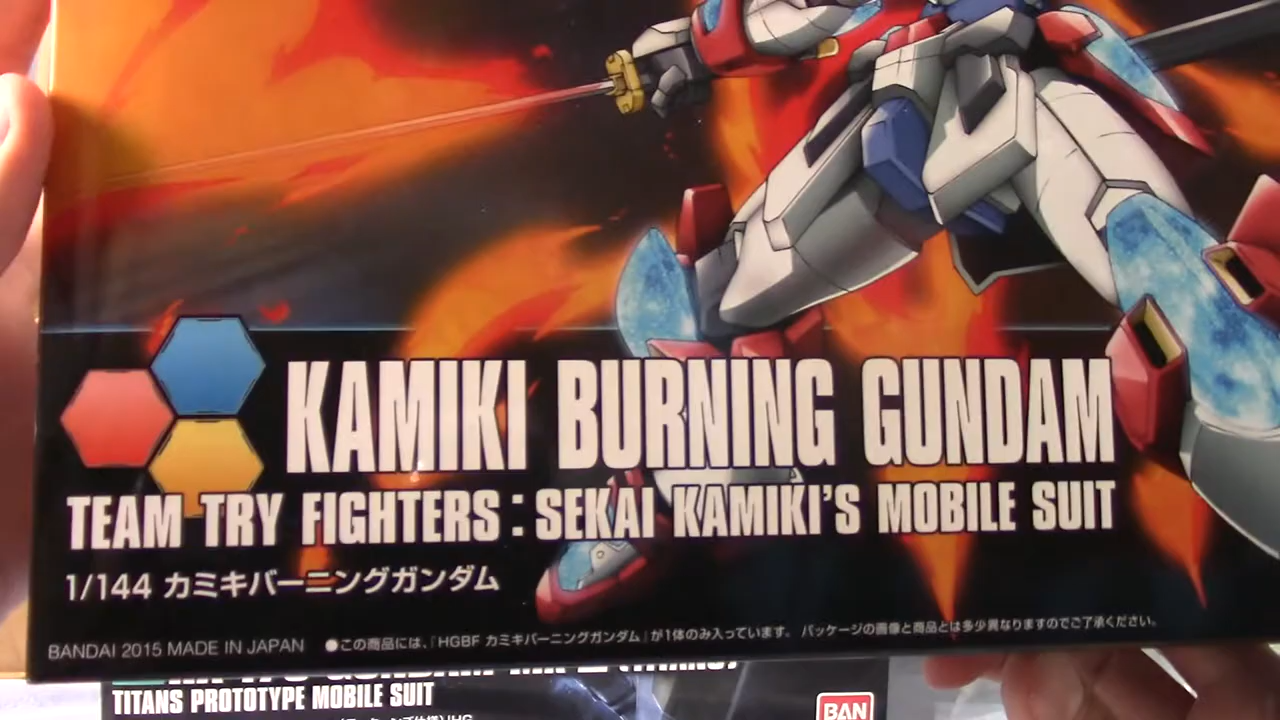 KAMIKI BURNING GUNDAM
TEAM TRY FIGHTERS : SEKAI KAMIKI'S MOBILE SUIT
1/144 カミキバーニングガンダム
BANDAI 2015 MADE IN JAPAN ●この商品には、『HGBF カミキバーニングガンダム』が1体のみ入っています。 パッケージの画像と商品とは多少異なりますのでご了承ください。
TITANS PROTOTYPE MOBILE SUIT
BAN